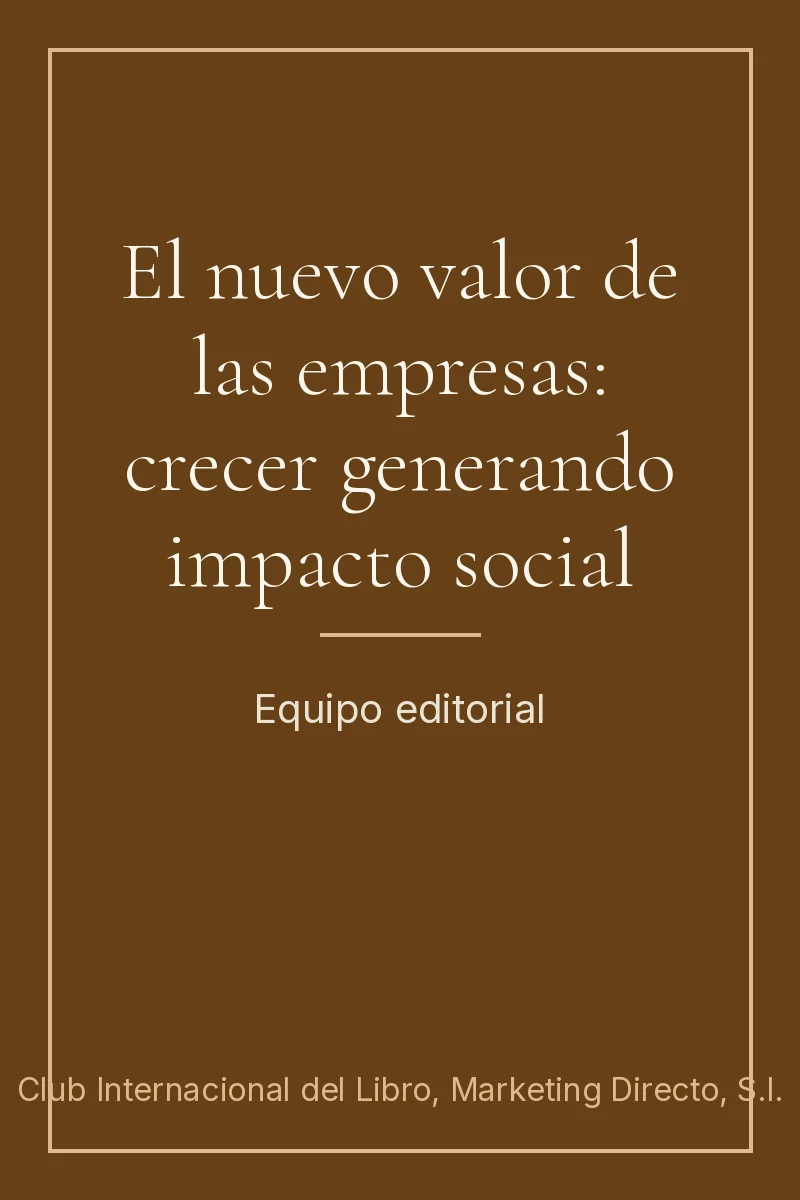 El nuevo valor de
las empresas:
crecer generando
impacto social
Equipo editorial
Club Internacional del Libro, Marketing Directo, S.l.